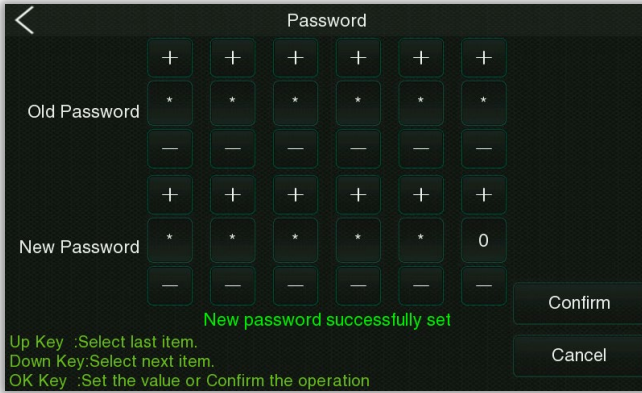 Password
+ + + + + +
Old Password * * * * * *
— — — — — —
+ + + + + +
New Password * * * * * 0
— — — — — —
New password successfully set
Confirm
Up Key :Select last item.
Down Key:Select next item.
Cancel
OK Key :Set the value or Confirm the operation